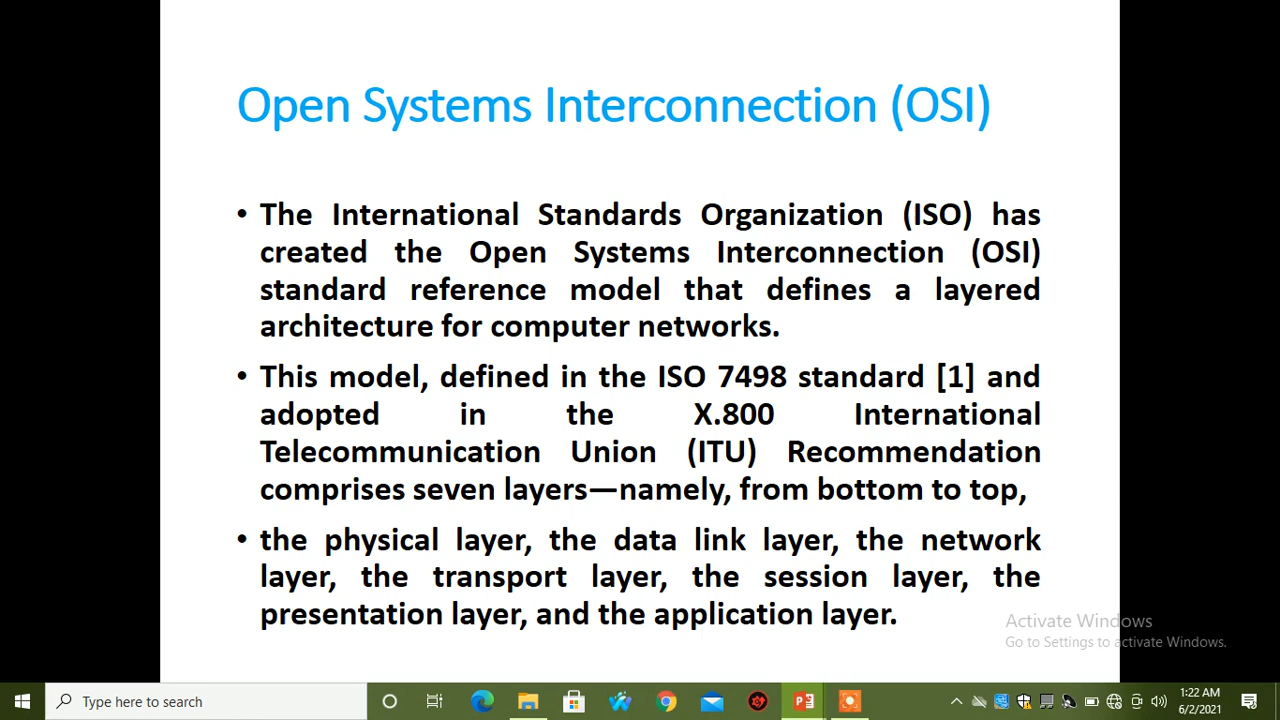 Open Systems Interconnection (OSI)
• The International Standards Organization (ISO) has
created the Open Systems Interconnection (OSI)
standard reference model that defines a layered
architecture for computer networks.
• This model, defined in the ISO 7498 standard [1] and
adopted in the X.800 International
Telecommunication Union (ITU) Recommendation
comprises seven layers—namely, from bottom to top,
• the physical layer, the data link layer, the network
layer, the transport layer, the session layer, the
presentation layer, and the application layer.
Activate Windows
Go to Settings to activate Windows.
Type here to search
1:22 AM
6/2/2021